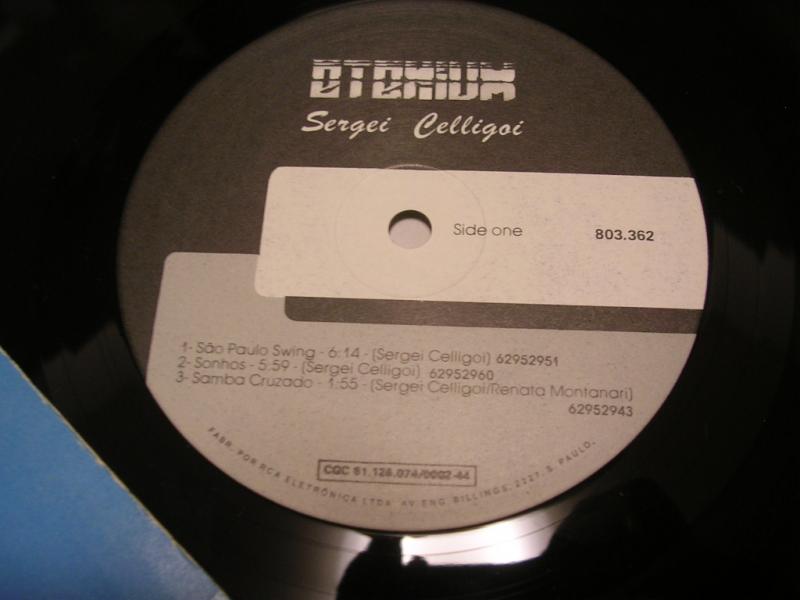 OTOMIUM
Sergei Celligoi
Side one 803.362
1- São Paulo Swing - 6:14 - (Sergei Celligoi) 62952951
2- Sonhos - 5:59 - (Sergei Celligoi) 62952960
3- Samba Cruzado - 1:55 - (Sergei Celligoi/Renata Montanari)
62952943
CGC 61.126.074/0002-44
FABR. POR RCA ELETRÔNICA LTDA. AV. ENG. BILLINGS, 2227, S. PAULO.